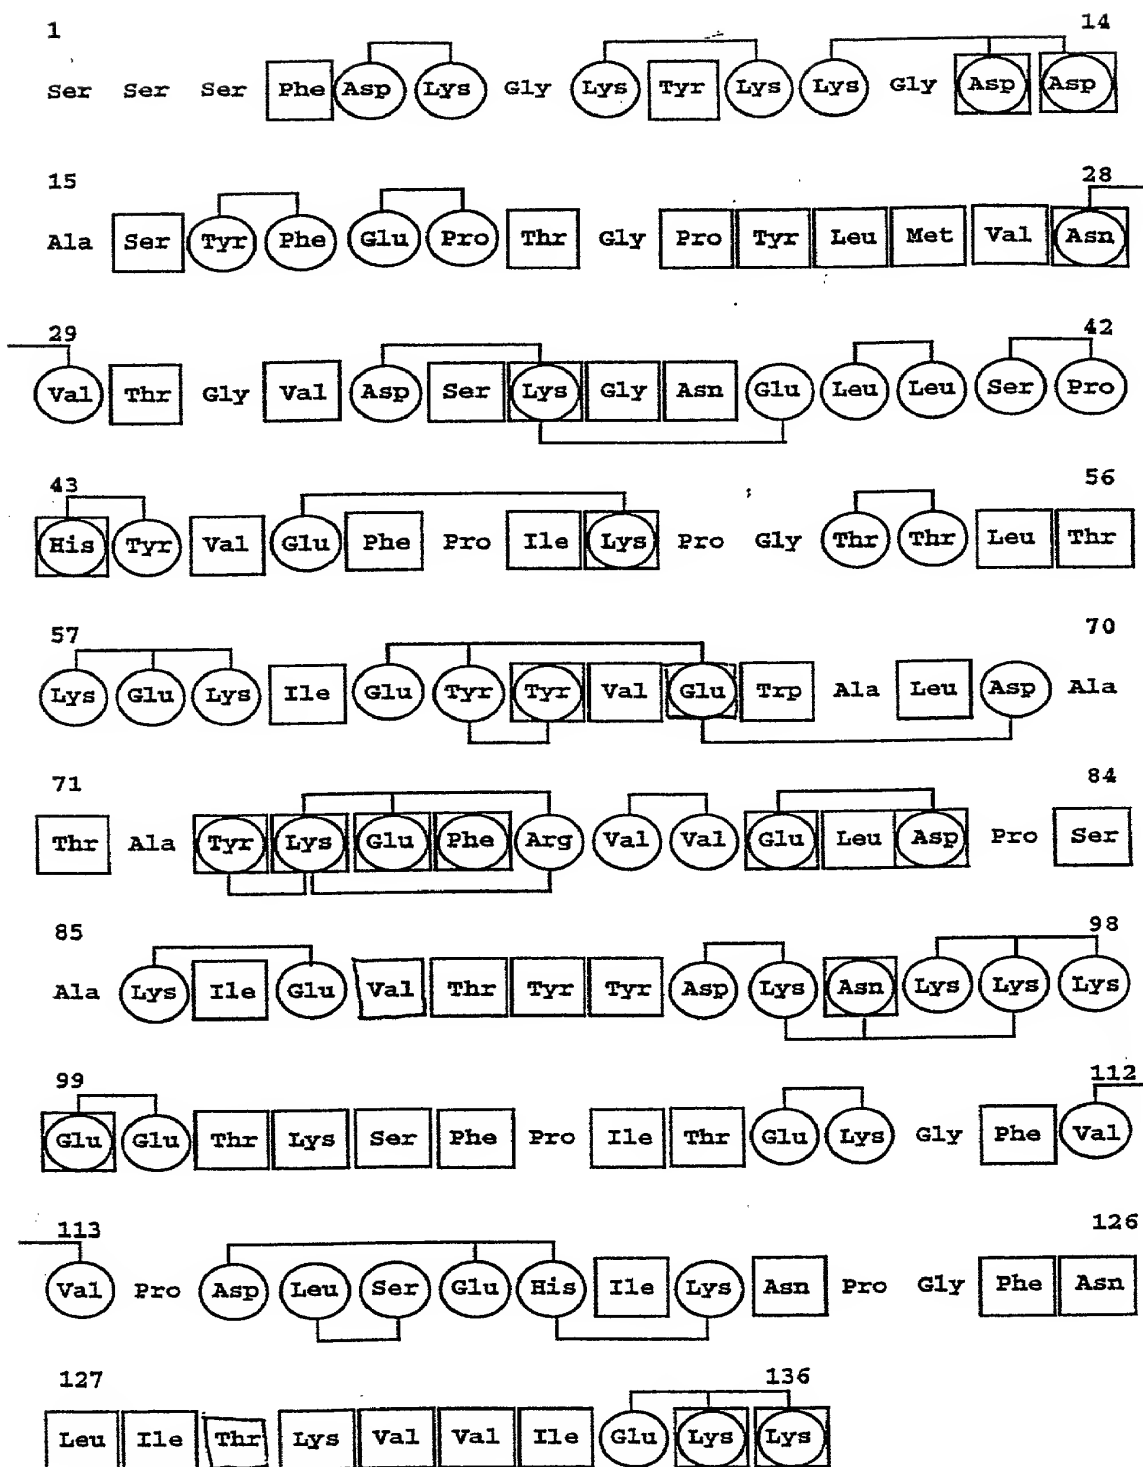 1 14
Ser Ser Ser Phe Asp Lys Gly Lys Tyr Lys Lys Gly Asp Asp
15 28
Ala Ser Tyr Phe Glu Pro Thr Gly Pro Tyr Leu Met Val Asn
29 42
Val Thr Gly Val Asp Ser Lys Gly Asn Glu Leu Leu Ser Pro
43 56
His Tyr Val Glu Phe Pro Ile Lys Pro Gly Thr Thr Leu Thr
57 70
Lys Glu Lys Ile Glu Tyr Tyr Val Glu Trp Ala Leu Asp Ala
71 84
Thr Ala Tyr Lys Glu Phe Arg Val Val Glu Leu Asp Pro Ser
85 98
Ala Lys Ile Glu Val Thr Tyr Tyr Asp Lys Asn Lys Lys Lys
99 112
Glu Glu Thr Lys Ser Phe Pro Ile Thr Glu Lys Gly Phe Val
113 126
Val Pro Asp Leu Ser Glu His Ile Lys Asn Pro Gly Phe Asn
127 136
Leu Ile Thr Lys Val Val Ile Glu Lys Lys